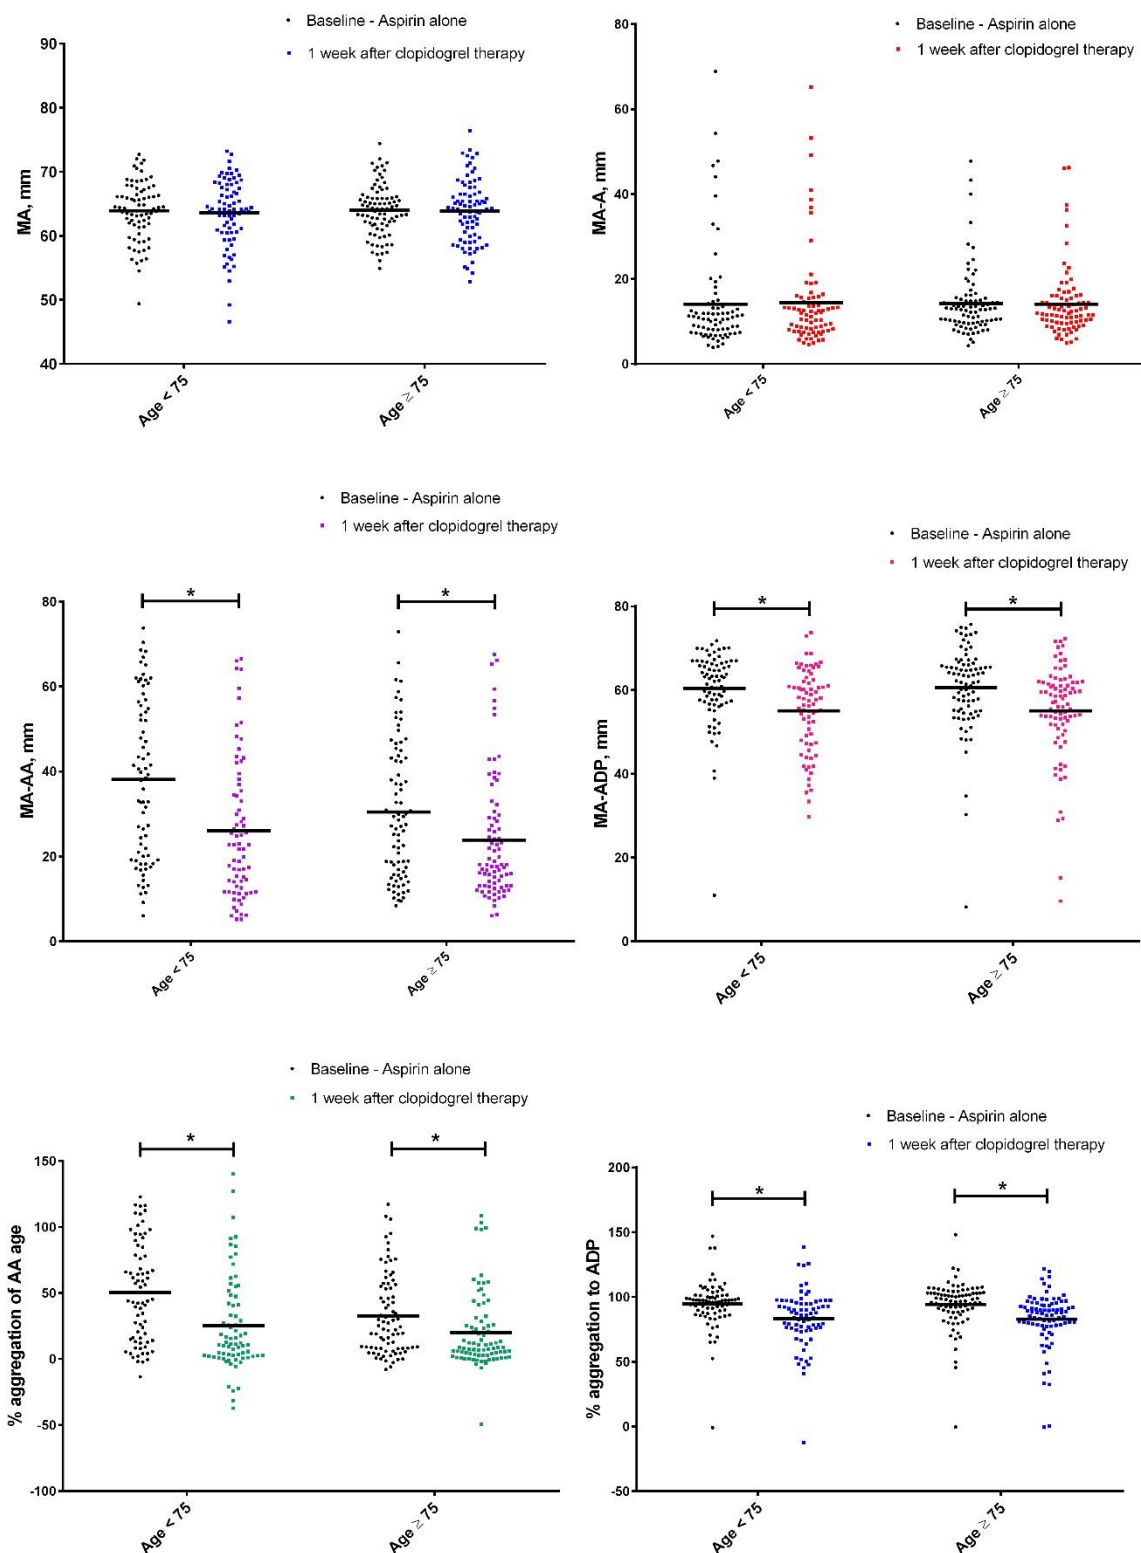 Baseline - Aspirin alone
1 week after clopidogrel therapy
90
80
70
60
50
40
MA, mm
Age < 75
Age ≥ 75
Baseline - Aspirin alone
1 week after clopidogrel therapy
80
60
40
20
0
MA-A, mm
Age < 75
Age ≥ 75
Baseline - Aspirin alone
1 week after clopidogrel therapy
* *
80
60
40
20
0
MA-AA, mm
Age < 75
Age ≥ 75
Baseline - Aspirin alone
1 week after clopidogrel therapy
* *
80
60
40
20
0
MA-ADP, mm
Age < 75
Age ≥ 75
Baseline - Aspirin alone
1 week after clopidogrel therapy
* *
150
100
50
0
-50
-100
% aggregation of AA age
Age < 75
Age ≥ 75
Baseline - Aspirin alone
1 week after clopidogrel therapy
* *
200
150
100
50
0
-50
% aggregation to ADP
Age < 75
Age ≥ 75